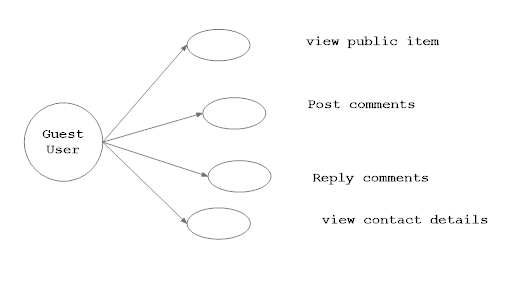 view public item
Post comments
Guest
User
Reply comments
view contact details